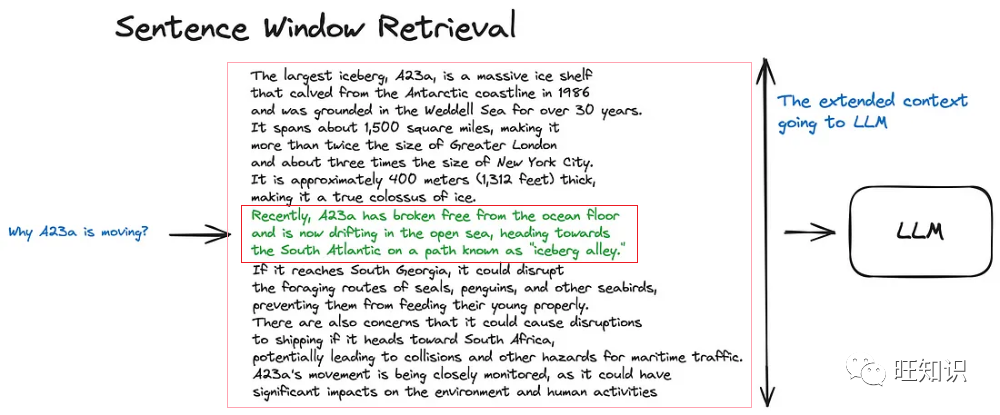 Sentence Window Retrieval
The largest iceberg, A23a, is a massive ice shelf
that calved from the Antarctic coastline in 1986
and was grounded in the Weddell Sea for over 30 years.
It spans about 1,500 square miles, making it
more than twice the size of Greater London
and about three times the size of New York City.
It is approximately 400 meters (1,312 feet) thick,
making it a true colossus of ice.
Recently, A23a has broken free from the ocean floor
and is now drifting in the open sea, heading towards
the South Atlantic on a path known as "iceberg alley."
If it reaches South Georgia, it could disrupt
the foraging routes of seals, penguins, and other seabirds,
preventing them from feeding their young properly.
There are also concerns that it could cause disruptions
to shipping if it heads toward South Africa,
potentially leading to collisions and other hazards for maritime traffic.
A23a's movement is being closely monitored, as it could have
significant impacts on the environment and human activities
Why A23a is moving?
The extended context
going to LLM
LLM
旺知识